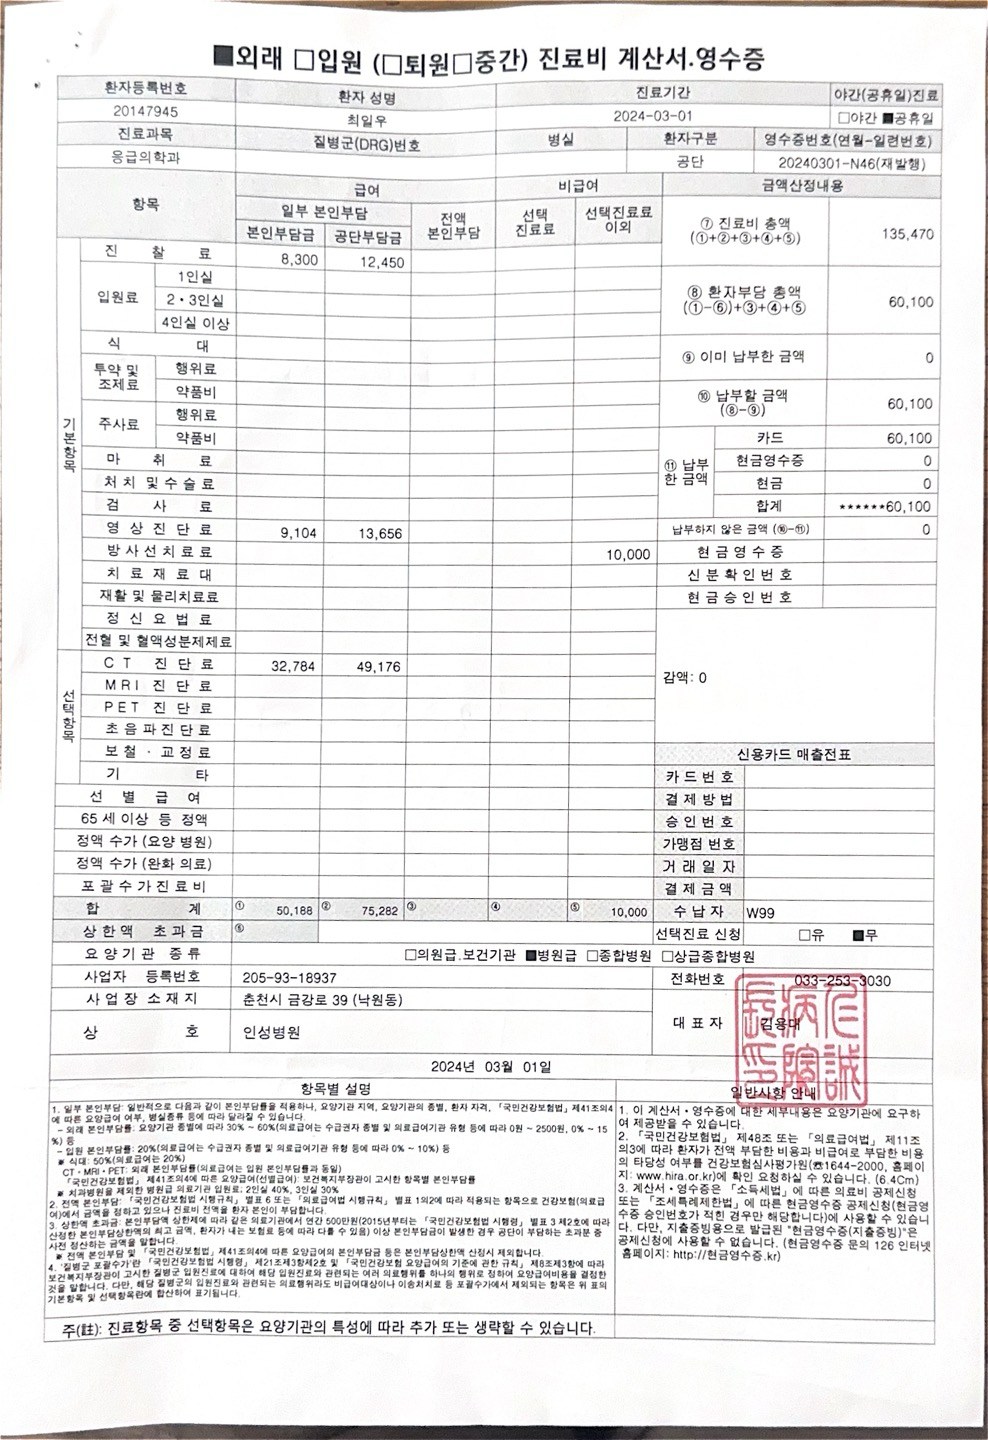 ■외래 □입원 (□퇴원□중간) 진료비 계산서.영수증
환자등록번호 환자 성명 진료기간 야간(공휴일)진료
20147945 최일우 2024-03-01 □야간 ■공휴일
진료과목 질병군(DRG)번호 병실 환자구분 영수증번호(연월-일련번호)
응급의학과 공단 20240301-N46(재발행)
항목 급여 비급여 금액산정내용
일부 본인부담 전액 본인부담 선택 진료료 선택진료료 이외
본인부담금 공단부담금
⑦ 진료비 총액 (①+②+③+④+⑤) 135,470
기본항목
진 찰 료 8,300 12,450
입원료 1인실
2·3인실
4인실 이상
⑧ 환자부담 총액 (①-⑥)+③+④+⑤ 60,100
식 대
⑨ 이미 납부한 금액 0
투약 및 조제료 행위료
약품비
⑩ 납부할 금액 (⑧-⑨) 60,100
주사료 행위료
약품비
⑪ 납부한 금액 카드 60,100
마 취 료 현금영수증 0
처치 및수술료 현금 0
검 사 료 합계 ******60,100
영상진단료 9,104 13,656 납부하지 않은 금액 (⑩-⑪) 0
방사선치료료 10,000 현금영수증
치료재료대 신분확인번호
재활 및 물리치료료 현금승인번호
정신요법료
전혈 및 혈액성분제제료
선택항목
CT 진단료 32,784 49,176 감액: 0
MRI 진단료
PET 진단료
초음파진단료
보철·교정료 신용카드 매출전표
기 타 카드번호
선 별 급 여 결제방법
65세이상 등 정액 승인번호
정액 수가(요양병원) 가맹점 번호
정액 수가(완화 의료) 거래일자
포괄수가진료비 결제금액
합 계 ① 50,188 ② 75,282 ③ ④ ⑤ 10,000 수납자 W99
상한액 초과금 ⑥ 선택진료 신청 □유 ■무
요양기관 종류 □의원급.보건기관 ■병원급 □종합병원 □상급종합병원
사업자 등록번호 205-93-18937 전화번호 033-253-3030
사업장 소재지 춘천시 금강로 39 (낙원동)
상 호 인성병원 대표자 김용대
仁誠病院長印
2024년 03월 01일
항목별 설명
1. 일부 본인부담: 일반적으로 다음과 같이 본인부담률을 적용하나, 요양기관 지역, 요양기관의 종별, 환자 자격, 「국민건강보험법」 제41조의4
에 따른 요양급여 여부, 병실종류 등에 따라 달라질 수 있습니다.
- 외래 본인부담률: 요양기관 종별에 따라 30% ~ 60%(의료급여는 수급권자 종별 및 의료급여기관 유형 등에 따라 0원 ~ 2500원, 0% ~ 15
%) 등
- 입원 본인부담률: 20%(의료급여는 수급권자 종별 및 의료급여기관 유형 등에 따라 0% ~ 10%) 등
※ 식대: 50%(의료급여는 20%)
CT·MRI·PET: 외래 본인부담률(의료급여는 입원 본인부담률과 동일)
「국민건강보험법」 제41조의4에 따른 요양급여(선별급여): 보건복지부장관이 고시한 항목별 본인부담률
※ 치과병원을 제외한 병원급 의료기관 입원료: 2인실 40%, 3인실 30%
2. 전액 본인부담: 「국민건강보험법 시행규칙」 별표 6 또는 「의료급여법 시행규칙」 별표 1의2에 따라 적용되는 항목으로 건강보험(의료급
여)에서 금액을 정하고 있으나 진료비 전액을 환자 본인이 부담합니다.
3. 상한액 초과금: 본인부담액 상한제에 따라 같은 의료기관에서 연간 500만원(2015년부터는 「국민건강보험법 시행령」 별표 3 제2호에 따라
산정한 본인부담상한액의 최고 금액, 환자가 내는 보험료 등에 따라 다를 수 있음) 이상 본인부담금이 발생한 경우 공단이 부담하는 초과분 중
사전 정산하는 금액을 말합니다.
※ 전액 본인부담 및 「국민건강보험법」 제41조의4에 따른 요양급여의 본인부담금 등은 본인부담상한액 산정시 제외합니다.
4. '질병군 포괄수가'란 「국민건강보험법 시행령」 제21조제3항제2호 및 「국민건강보험 요양급여의 기준에 관한 규칙」 제8조제3항에 따라
보건복지부장관이 고시한 질병군 입원진료에 대하여 해당 입원진료와 관련되는 여러 의료행위를 하나의 행위로 정하여 요양급여비용을 결정한
것을 말합니다. 다만, 해당 질병군의 입원진료와 관련되는 의료행위라도 비급여대상이나 이송처치료 등 포괄수가에서 제외되는 항목은 위 표의
기본항목 및 선택항목란에 합산하여 표기됩니다.
일반사항 안내
1. 이 계산서·영수증에 대한 세부내용은 요양기관에 요구하
여 제공받을 수 있습니다.
2. 「국민건강보험법」 제48조 또는 「의료급여법」 제11조
의3에 따라 환자가 전액 부담한 비용과 비급여로 부담한 비용
의 타당성 여부를 건강보험심사평가원(☎1644-2000, 홈페이
지: www.hira.or.kr)에 확인 요청하실 수 있습니다. (6.4Cm)
3. 계산서·영수증은 「소득세법」에 따른 의료비 공제신청
또는 「조세특례제한법」에 따른 현금영수증 공제신청(현금영
수증 승인번호가 적힌 경우만 해당합니다)에 사용할 수 있습니
다. 다만, 지출증빙용으로 발급된 "현금영수증(지출증빙)"은
공제신청에 사용할 수 없습니다. (현금영수증 문의 126 인터넷
홈페이지: http://현금영수증.kr)
주(註): 진료항목 중 선택항목은 요양기관의 특성에 따라 추가 또는 생략할 수 있습니다.